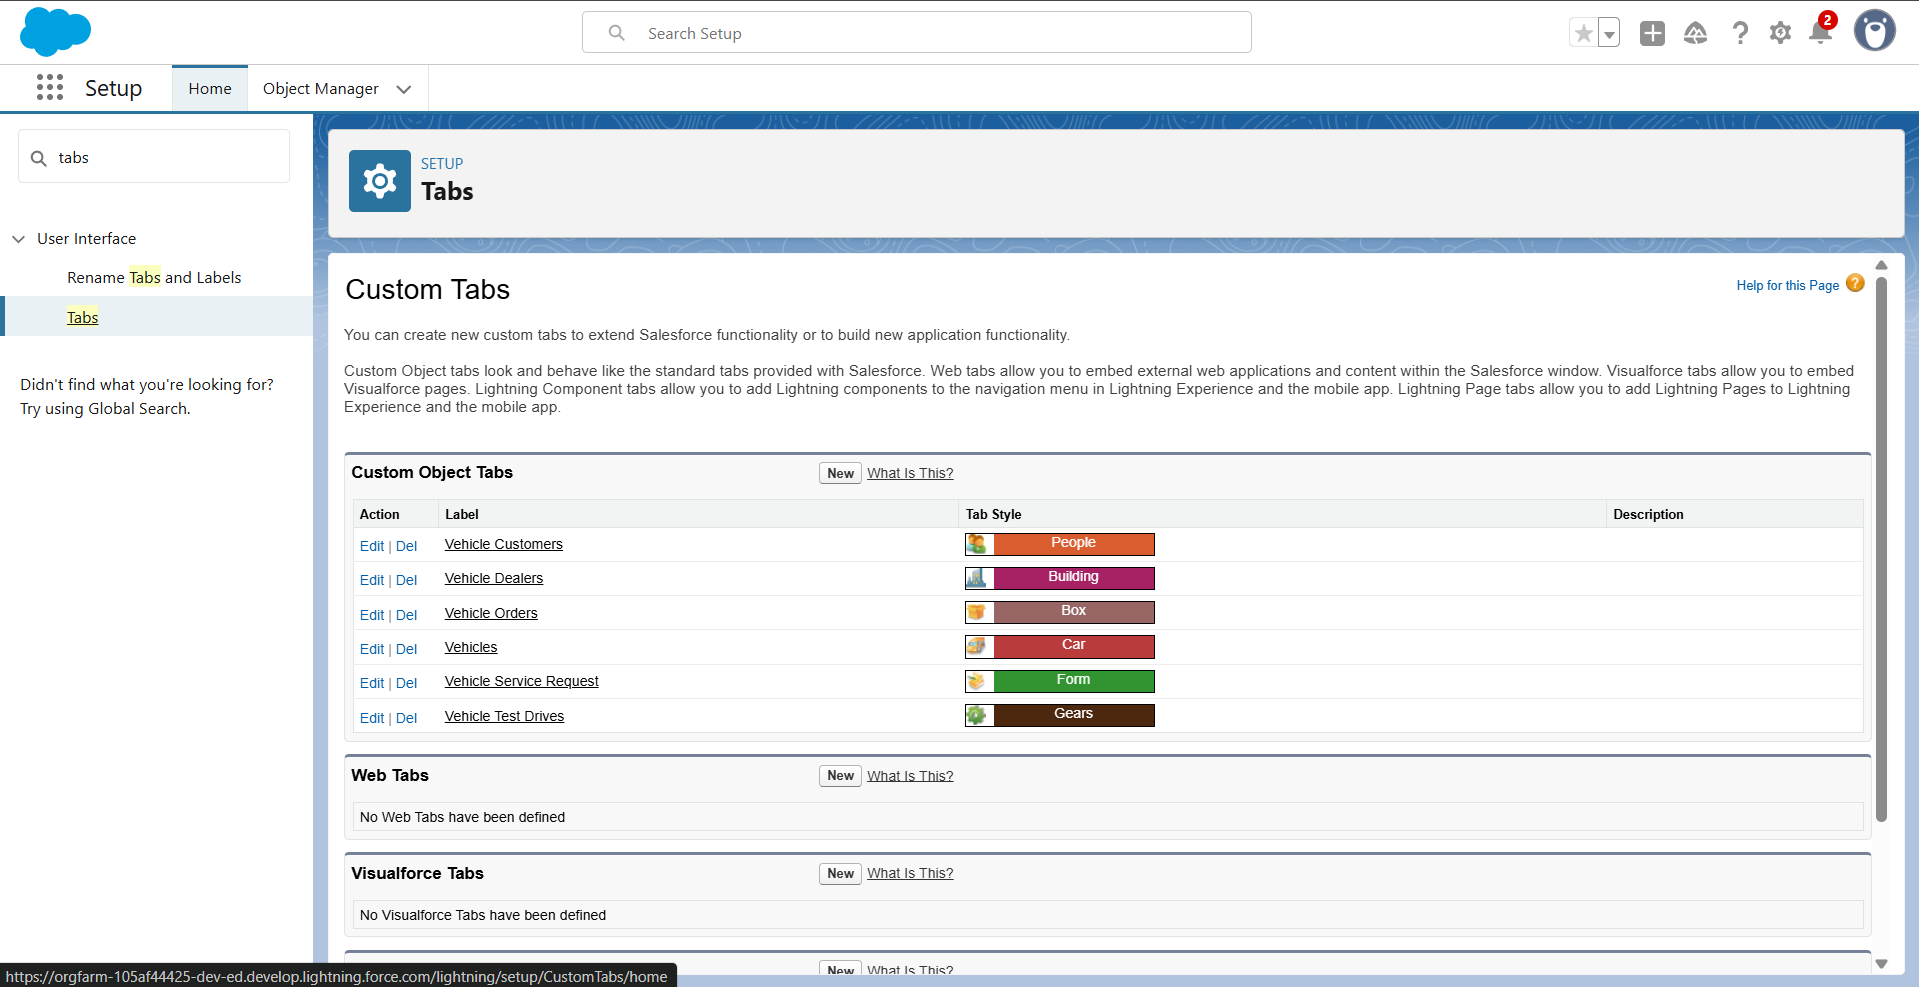 Search Setup
2
Setup
Home
Object Manager
tabs
User Interface
Rename Tabs and Labels
Tabs
Didn't find what you're looking for?
Try using Global Search.
SETUP
Tabs
Custom Tabs
Help for this Page
You can create new custom tabs to extend Salesforce functionality or to build new application functionality.
Custom Object tabs look and behave like the standard tabs provided with Salesforce. Web tabs allow you to embed external web applications and content within the Salesforce window. Visualforce tabs allow you to embed
Visualforce pages. Lightning Component tabs allow you to add Lightning components to the navigation menu in Lightning Experience and the mobile app. Lightning Page tabs allow you to add Lightning Pages to Lightning
Experience and the mobile app.
Custom Object Tabs New What Is This?
Action Label Tab Style Description
Edit | Del Vehicle Customers People
Edit | Del Vehicle Dealers Building
Edit | Del Vehicle Orders Box
Edit | Del Vehicles Car
Edit | Del Vehicle Service Request Form
Edit | Del Vehicle Test Drives Gears
Web Tabs New What Is This?
No Web Tabs have been defined
Visualforce Tabs New What Is This?
No Visualforce Tabs have been defined
New What Is This?
https://orgfarm-105af44425-dev-ed.develop.lightning.force.com/lightning/setup/CustomTabs/home